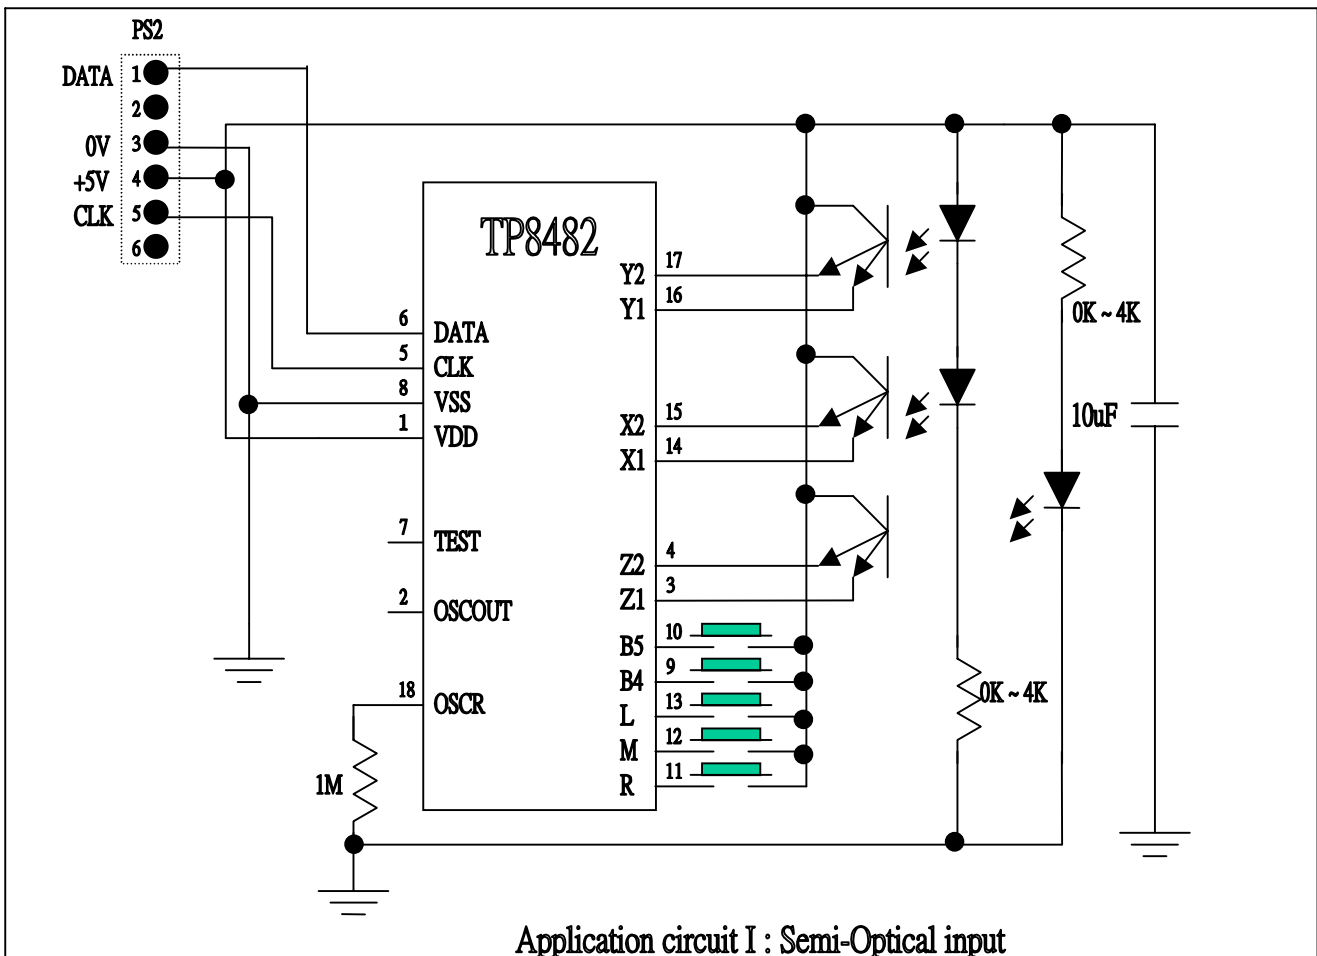 PS2
DATA 1
2
0V 3
+5V 4
CLK 5
6
TP8482
6 DATA
5 CLK
8 VSS
1 VDD
7 TEST
2 OSCOUT
18 OSCR
1M
Y2 17
Y1 16
X2 15
X1 14
Z2 4
Z1 3
B5 10
B4 9
L 13
M 12
R 11
0K ~ 4K
10uF
0K ~ 4K
Application circuit I : Semi-Optical input